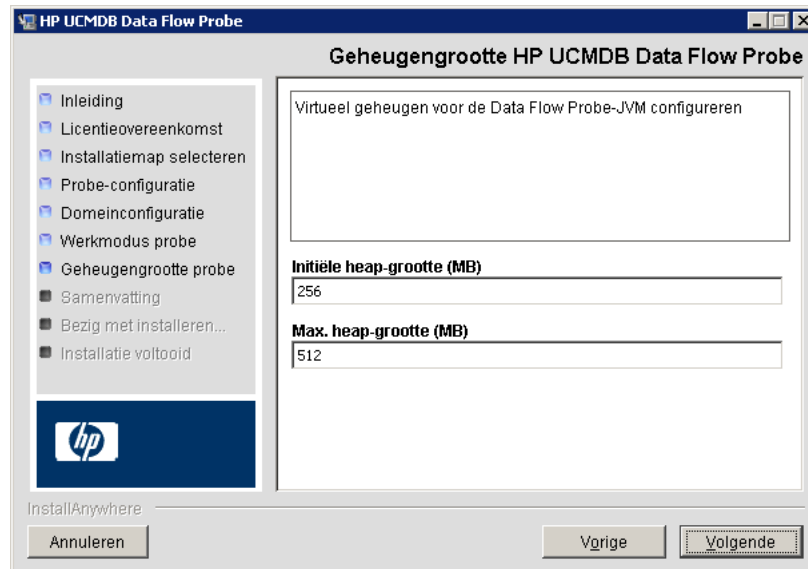 HP UCMDB Data Flow Probe
Geheugengrootte HP UCMDB Data Flow Probe
Inleiding
Licentieovereenkomst
Installatiemap selecteren
Probe-configuratie
Domeinconfiguratie
Werkmodus probe
Geheugengrootte probe
Samenvatting
Bezig met installeren...
Installatie voltooid
hp
Virtueel geheugen voor de Data Flow Probe-JVM configureren
Initiële heap-grootte (MB)
256
Max. heap-grootte (MB)
512
InstallAnywhere
Annuleren
Vorige
Volgende